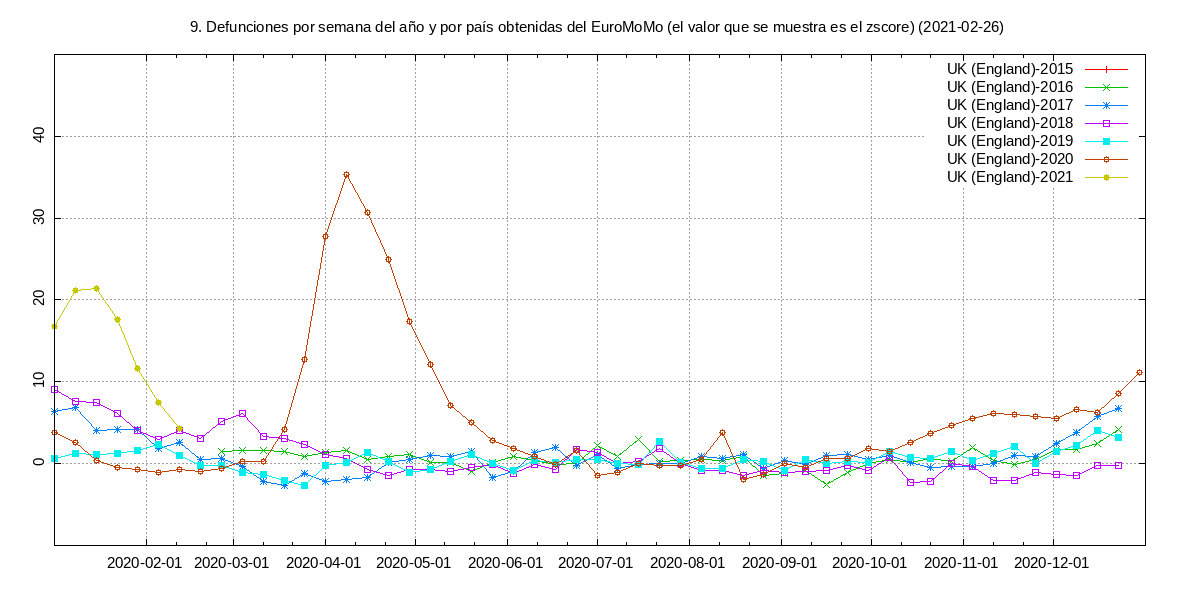 9. Defunciones por semana del año y por país obtenidas del EuroMoMo (el valor que se muestra es el zscore) (2021-02-26)
UK (England)-2015
UK (England)-2016
UK (England)-2017
UK (England)-2018
UK (England)-2019
UK (England)-2020
UK (England)-2021
40
30
20
10
0
2020-02-01 2020-03-01 2020-04-01 2020-05-01 2020-06-01 2020-07-01 2020-08-01 2020-09-01 2020-10-01 2020-11-01 2020-12-01